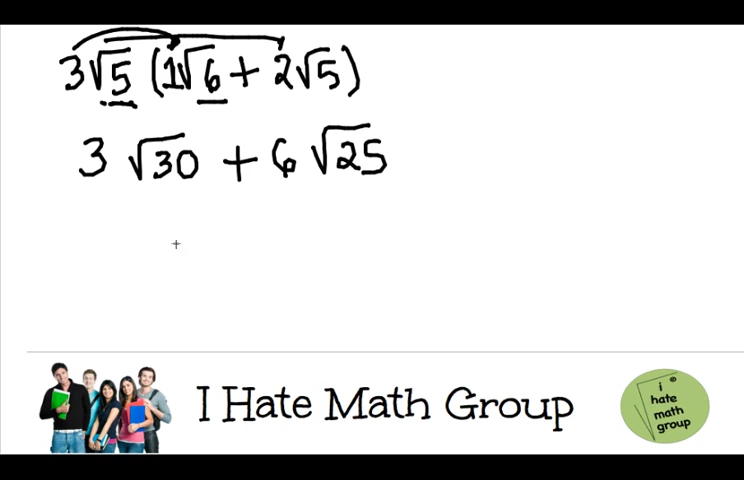 3√5 (1√6 + 2√5)
3 √30 + 6 √25
I Hate Math Group
i
hate
math
group